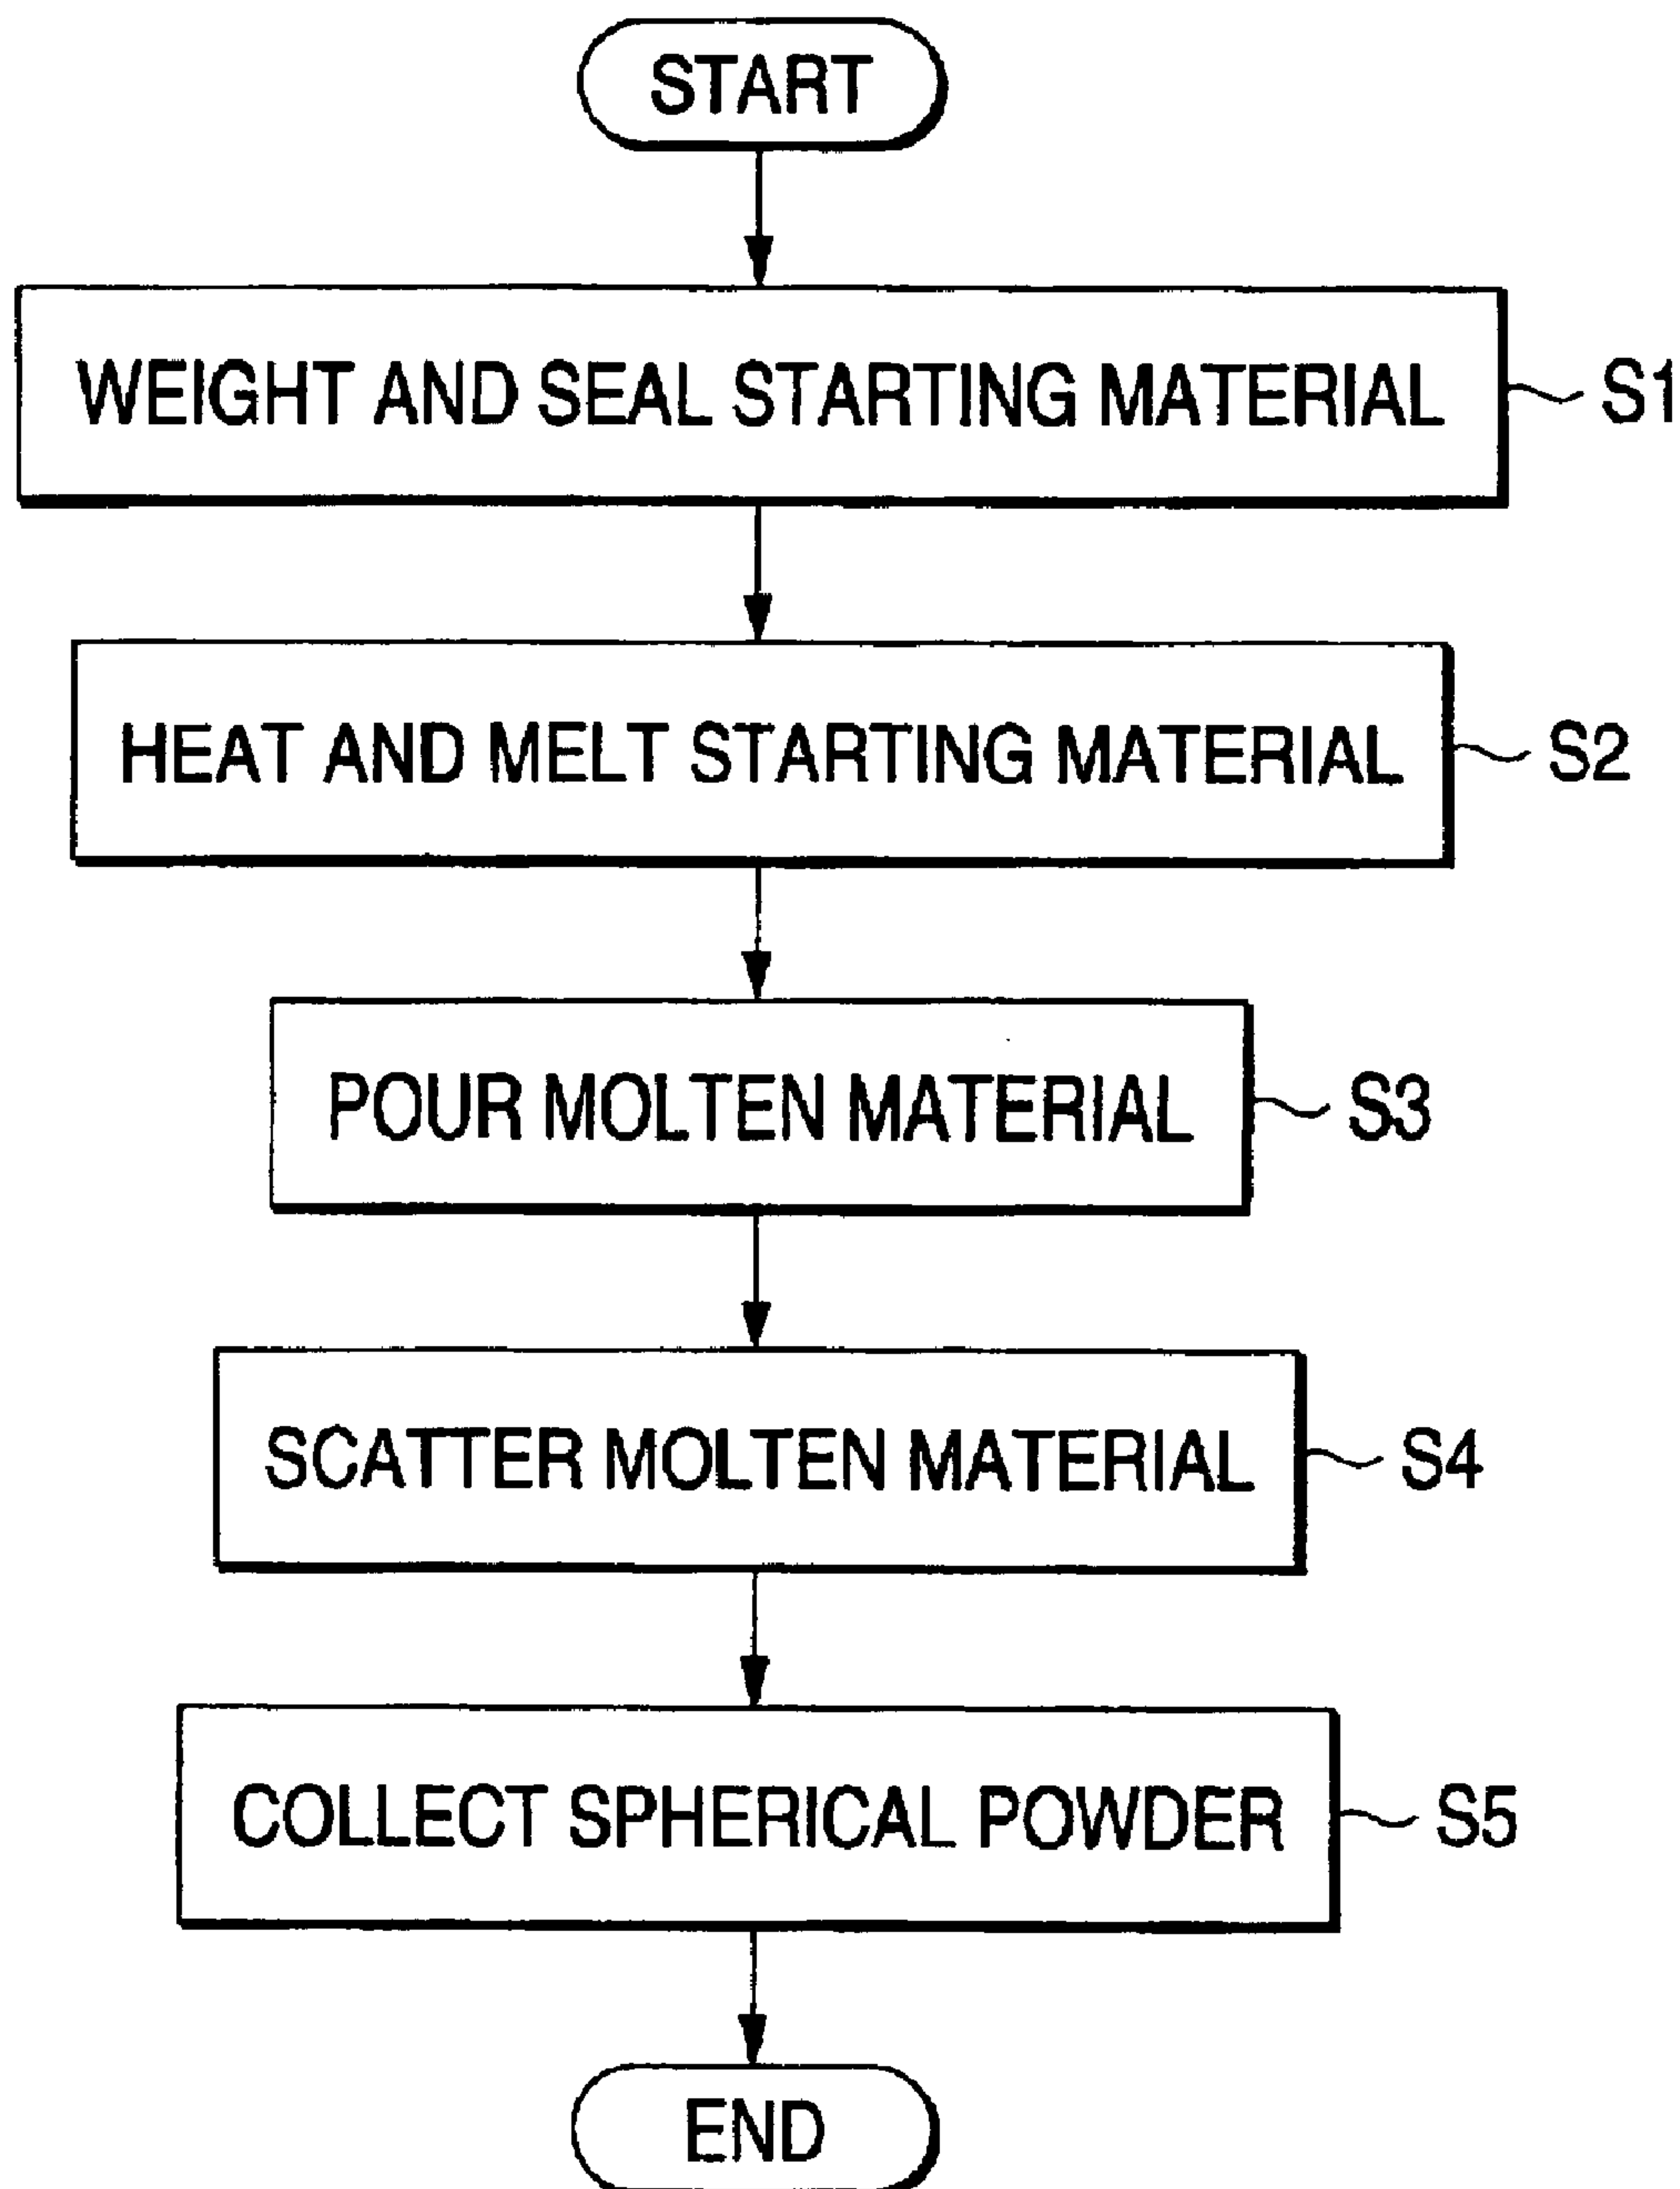 START
WEIGHT AND SEAL STARTING MATERIAL S1
HEAT AND MELT STARTING MATERIAL S2
POUR MOLTEN MATERIAL S3
SCATTER MOLTEN MATERIAL S4
COLLECT SPHERICAL POWDER S5
END